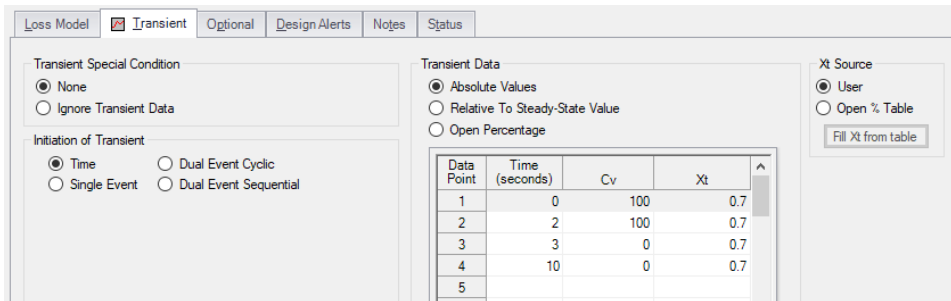 Loss Model Transient Optional Design Alerts Notes Status
Transient Special Condition
None
Ignore Transient Data
Initiation of Transient
Time Dual Event Cyclic
Single Event Dual Event Sequential
Transient Data
Absolute Values
Relative To Steady-State Value
Open Percentage
Data Point Time (seconds) Cv Xt
1 0 100 0.7
2 2 100 0.7
3 3 0 0.7
4 10 0 0.7
5
Xt Source
User
Open % Table
Fill Xt from table